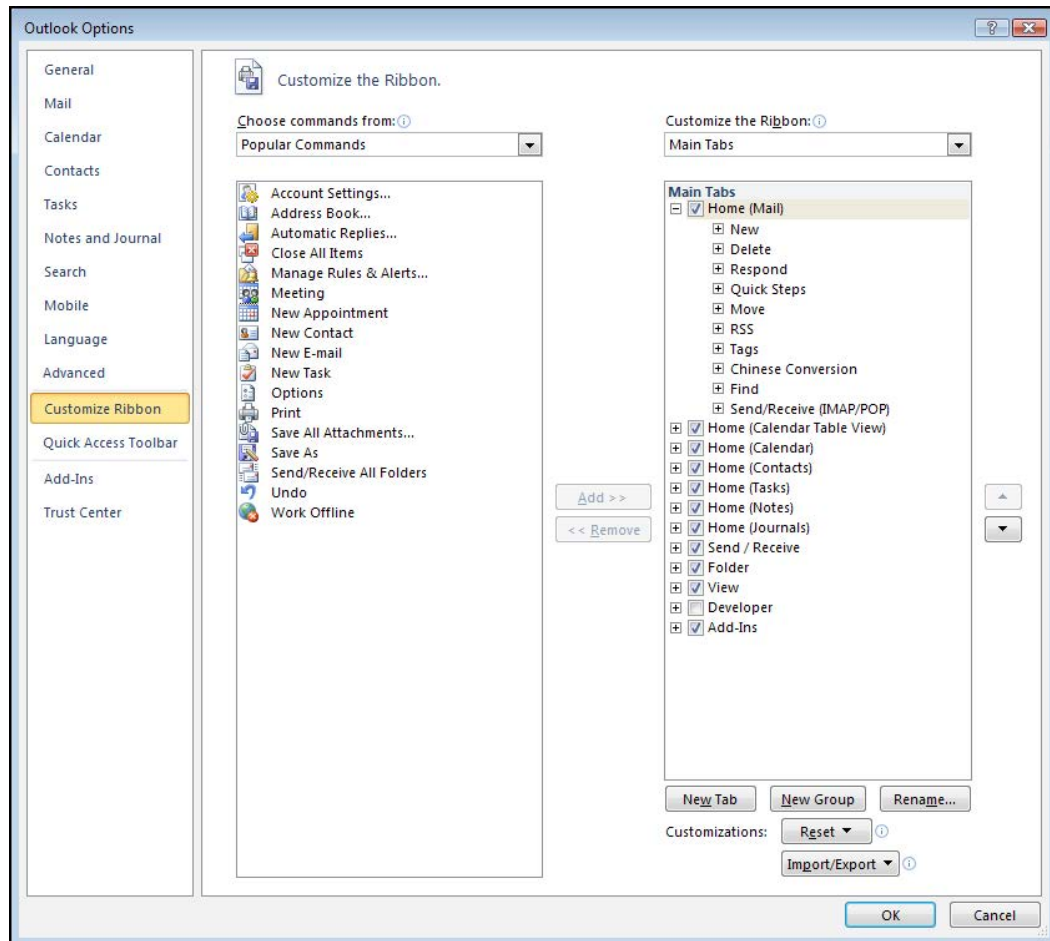 Outlook Options
General
Mail
Calendar
Contacts
Tasks
Notes and Journal
Search
Mobile
Language
Advanced
Customize Ribbon
Quick Access Toolbar
Add-Ins
Trust Center
Customize the Ribbon.
Choose commands from:
Popular Commands
Account Settings...
Address Book...
Automatic Replies...
Close All Items
Manage Rules & Alerts...
Meeting
New Appointment
New Contact
New E-mail
New Task
Options
Print
Save All Attachments...
Save As
Send/Receive All Folders
Undo
Work Offline
Add >>
<< Remove
Customize the Ribbon:
Main Tabs
Main Tabs
Home (Mail)
New
Delete
Respond
Quick Steps
Move
RSS
Tags
Chinese Conversion
Find
Send/Receive (IMAP/POP)
Home (Calendar Table View)
Home (Calendar)
Home (Contacts)
Home (Tasks)
Home (Notes)
Home (Journals)
Send / Receive
Folder
View
Developer
Add-Ins
New Tab New Group Rename...
Customizations: Reset
Import/Export
OK Cancel